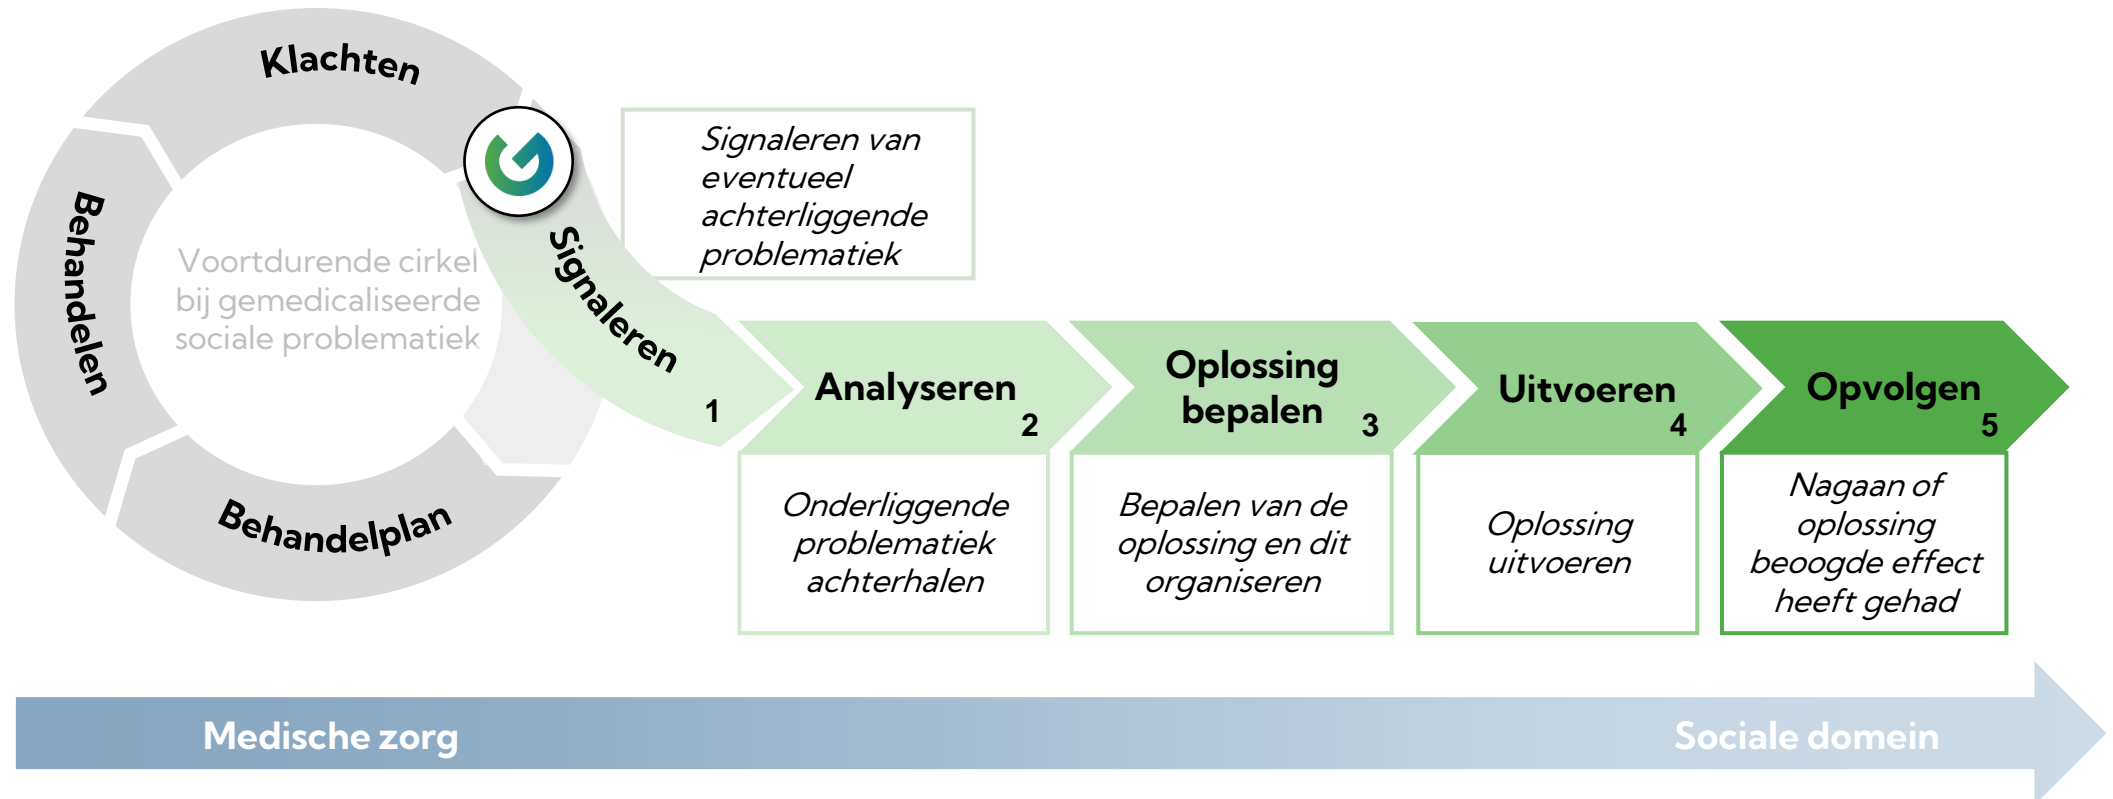 Klachten
Behandelen
Behandelplan
Voortdurende cirkel
bij gemedicaliseerde
sociale problematiek
Signaleren
1
Signaleren van
eventueel
achterliggende
problematiek
Analyseren
2
Onderliggende
problematiek
achterhalen
Oplossing
bepalen
3
Bepalen van de
oplossing en dit
organiseren
Uitvoeren
4
Oplossing
uitvoeren
Opvolgen
5
Nagaan of
oplossing
beoogde effect
heeft gehad
Medische zorg
Sociale domein